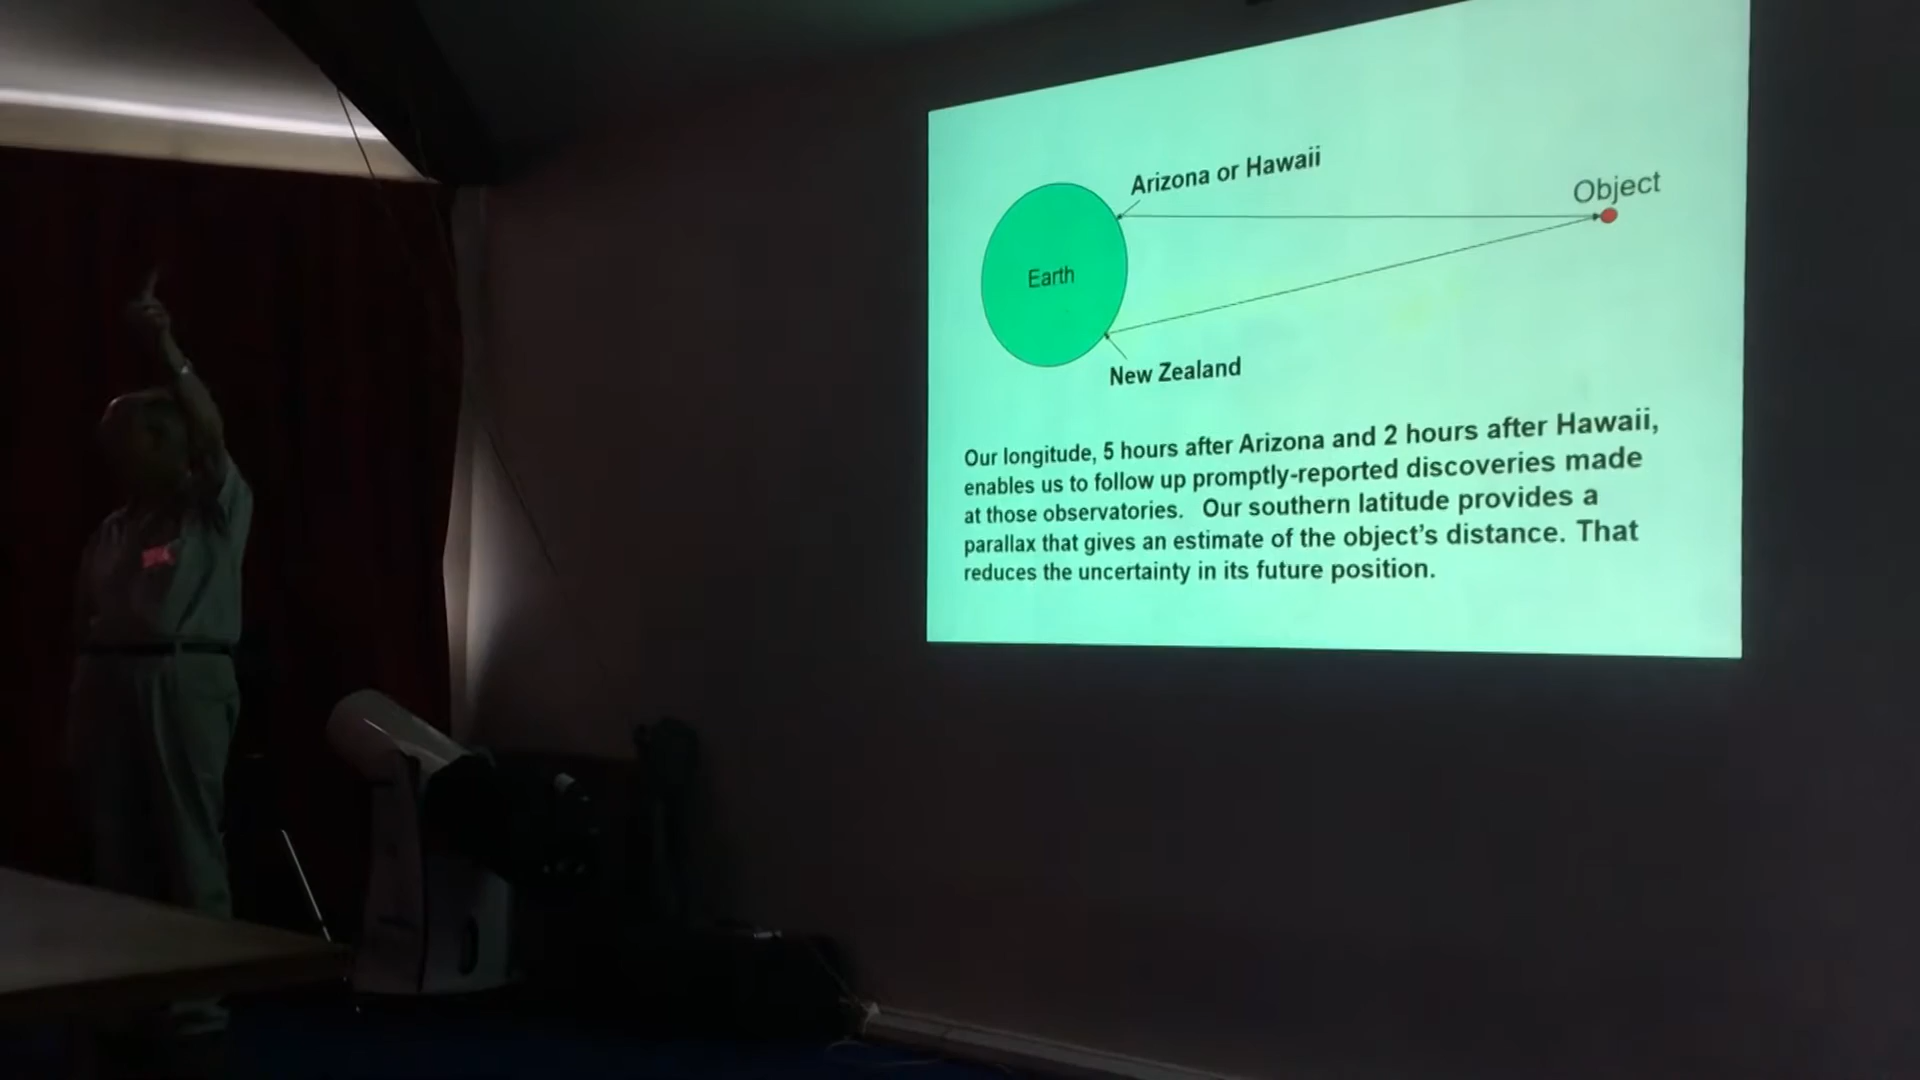 Arizona or Hawaii
Object
Earth
New Zealand
Our longitude, 5 hours after Arizona and 2 hours after Hawaii,
enables us to follow up promptly-reported discoveries made
at those observatories. Our southern latitude provides a
parallax that gives an estimate of the object’s distance. That
reduces the uncertainty in its future position.